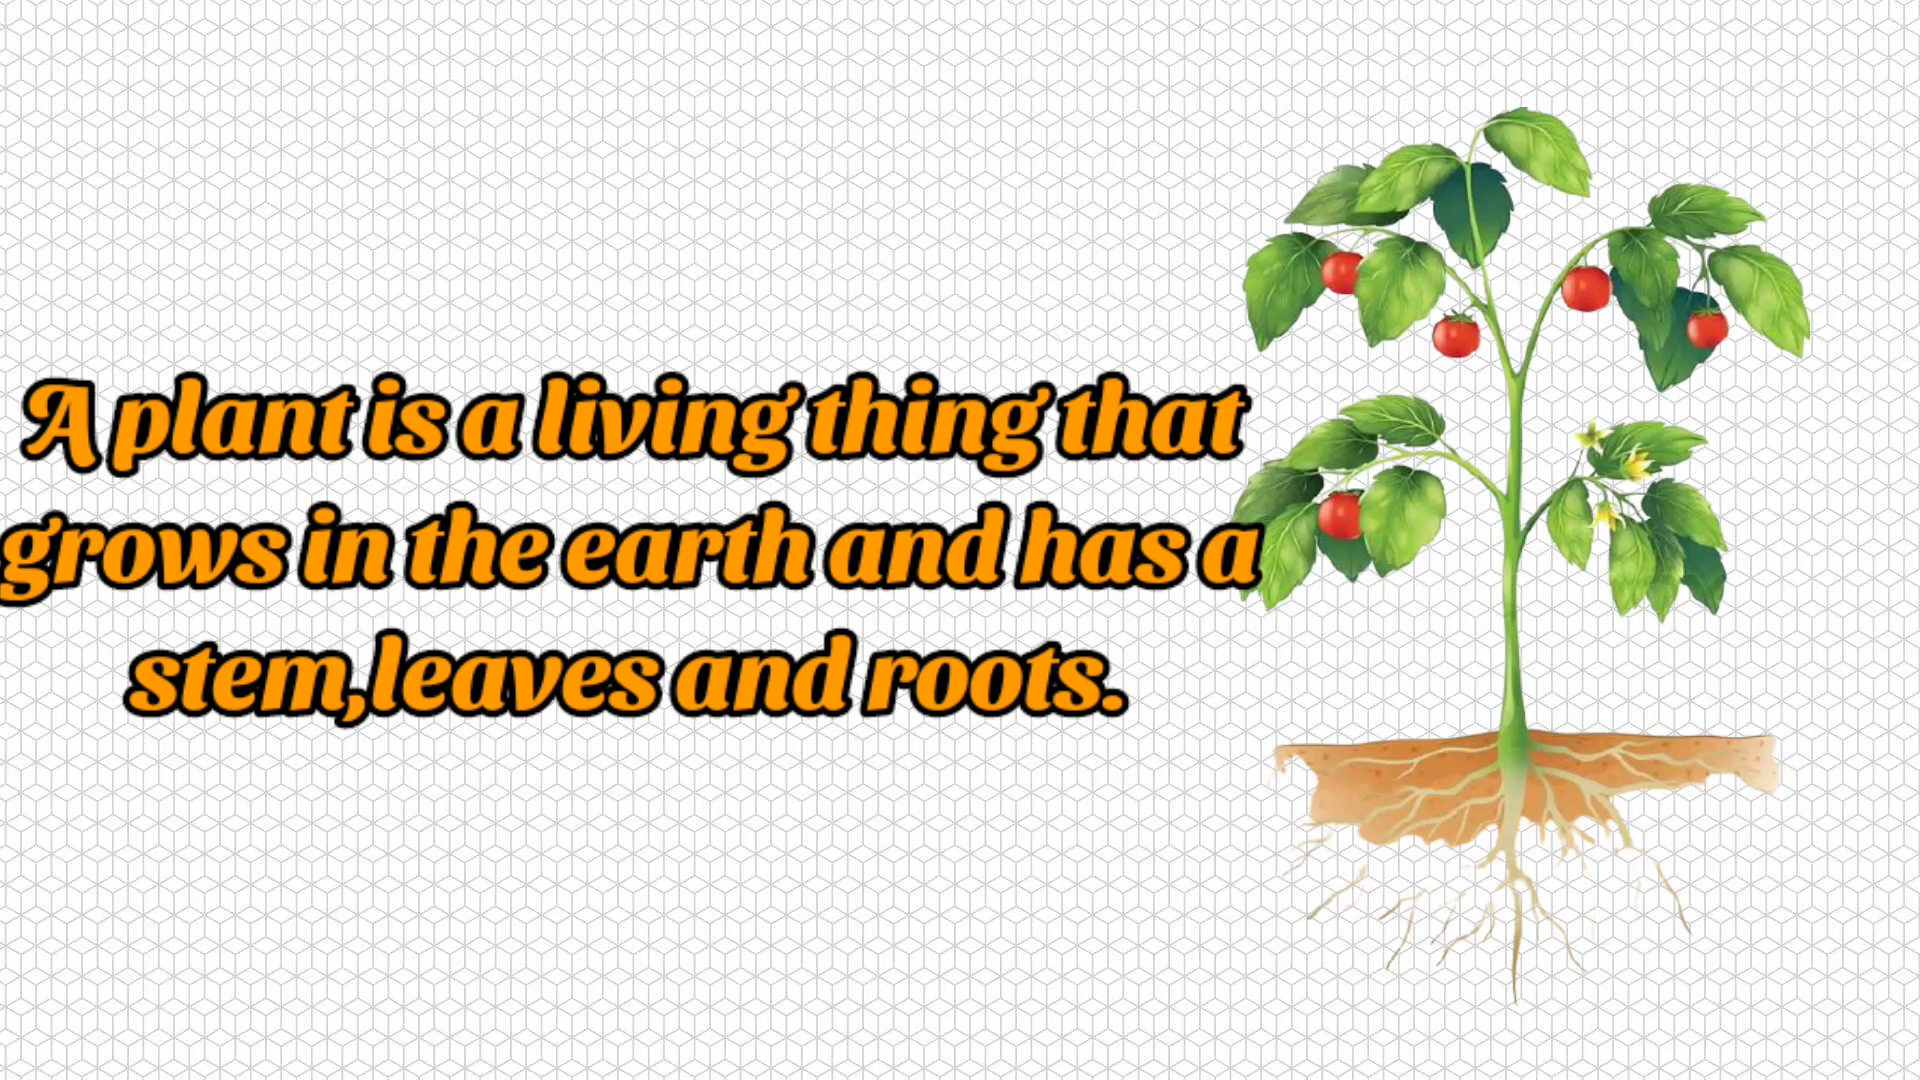 A plant is a living thing that
grows in the earth and has a
stem,leaves and roots.